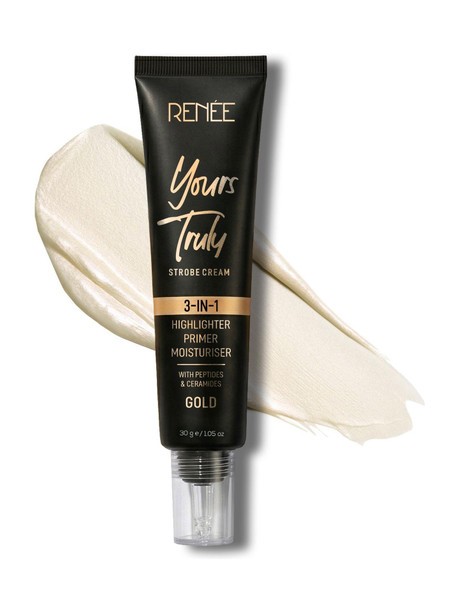 RENÉE
Yours
Truly
STROBE CREAM
3-IN-1
HIGHLIGHTER
PRIMER
MOISTURISER
WITH PEPTIDES
& CERAMIDES
GOLD
30 g e / 1.05 oz